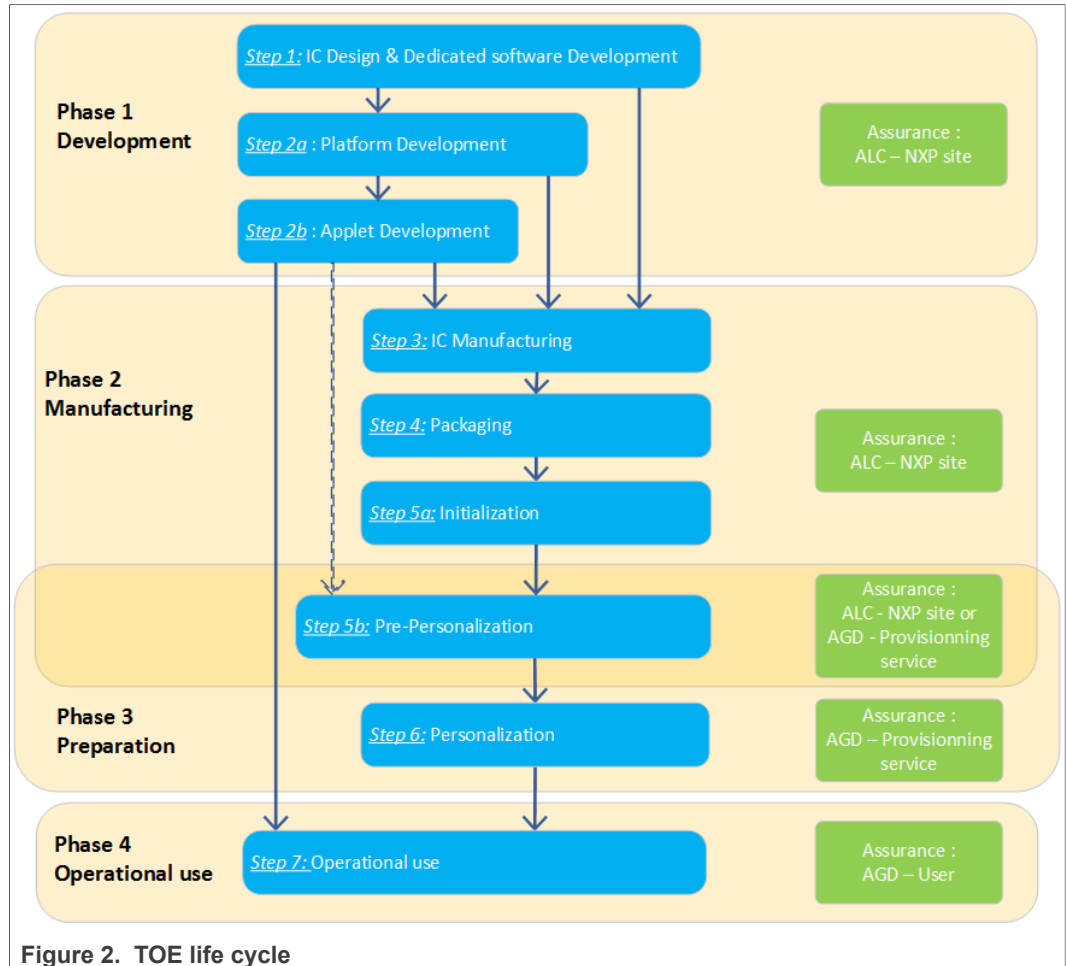 Step 1: IC Design & Dedicated software Development
Phase 1
Development
Step 2a : Platform Development
Assurance :
ALC – NXP site
Step 2b : Applet Development
Phase 2
Manufacturing
Step 3: IC Manufacturing
Step 4: Packaging
Assurance :
ALC – NXP site
Step 5a: Initialization
Step 5b: Pre-Personalization
Assurance :
ALC - NXP site or
AGD - Provisionning
service
Phase 3
Preparation
Step 6: Personalization
Assurance :
AGD – Provisionning
service
Phase 4
Operational use
Step 7: Operational use
Assurance :
AGD – User
Figure 2. TOE life cycle